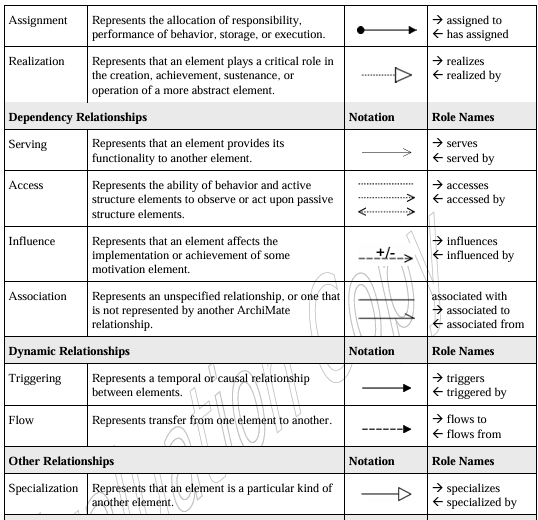 Assignment Represents the allocation of responsibility, → assigned to
performance of behavior, storage, or execution. ← has assigned
Realization Represents that an element plays a critical role in → realizes
the creation, achievement, sustenance, or ← realized by
operation of a more abstract element.
Dependency Relationships Notation Role Names
Serving Represents that an element provides its → serves
functionality to another element. ← served by
Access Represents the ability of behavior and active → accesses
structure elements to observe or act upon passive ← accessed by
structure elements.
Influence Represents that an element affects the +/- → influences
implementation or achievement of some ← influenced by
motivation element.
Association Represents an unspecified relationship, or one that associated with
is not represented by another ArchiMate → associated to
relationship. ← associated from
Dynamic Relationships Notation Role Names
Triggering Represents a temporal or causal relationship → triggers
between elements. ← triggered by
Flow Represents transfer from one element to another. → flows to
← flows from
Other Relationships Notation Role Names
Specialization Represents that an element is a particular kind of → specializes
another element. ← specialized by
Copy